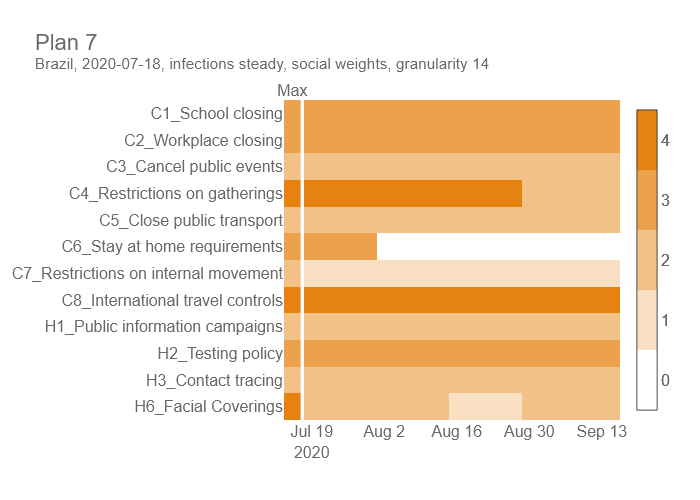 Plan 7
Brazil, 2020-07-18, infections steady, social weights, granularity 14
Max
C1_School closing
C2_Workplace closing
C3_Cancel public events
C4_Restrictions on gatherings
C5_Close public transport
C6_Stay at home requirements
C7_Restrictions on internal movement
C8_International travel controls
H1_Public information campaigns
H2_Testing policy
H3_Contact tracing
H6_Facial Coverings
Jul 19 Aug 2 Aug 16 Aug 30 Sep 13
2020
4
3
2
1
0